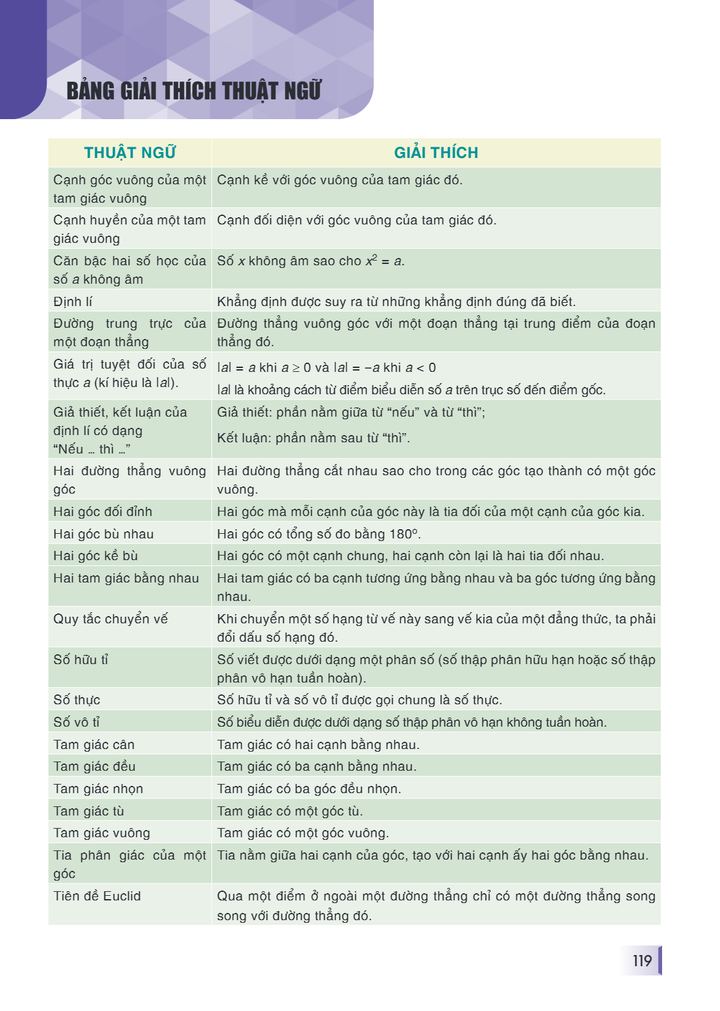 BẢNG GIẢI THÍCH THUẬT NGỮ
THUẬT NGỮ GIẢI THÍCH
Cạnh góc vuông của một Cạnh kề với góc vuông của tam giác đó.
tam giác vuông
Cạnh huyền của một tam Cạnh đối diện với góc vuông của tam giác đó.
giác vuông
Căn bậc hai số học của Số x không âm sao cho x² = a.
số a không âm
Định lí Khẳng định được suy ra từ những khẳng định đúng đã biết.
Đường trung trực của Đường thẳng vuông góc với một đoạn thẳng tại trung điểm của đoạn
một đoạn thẳng thẳng đó.
Giá trị tuyệt đối của số |a| = a khi a ≥ 0 và |a| = −a khi a < 0
thực a (kí hiệu là |a|). |a| là khoảng cách từ điểm biểu diễn số a trên trục số đến điểm gốc.
Giả thiết, kết luận của Giả thiết: phần nằm giữa từ “nếu” và từ “thì”;
định lí có dạng Kết luận: phần nằm sau từ “thì”.
“Nếu … thì …”
Hai đường thẳng vuông Hai đường thẳng cắt nhau sao cho trong các góc tạo thành có một góc
góc vuông.
Hai góc đối đỉnh Hai góc mà mỗi cạnh của góc này là tia đối của một cạnh của góc kia.
Hai góc bù nhau Hai góc có tổng số đo bằng 180º.
Hai góc kề bù Hai góc có một cạnh chung, hai cạnh còn lại là hai tia đối nhau.
Hai tam giác bằng nhau Hai tam giác có ba cạnh tương ứng bằng nhau và ba góc tương ứng bằng
nhau.
Quy tắc chuyển vế Khi chuyển một số hạng từ vế này sang vế kia của một đẳng thức, ta phải
đổi dấu số hạng đó.
Số hữu tỉ Số viết được dưới dạng một phân số (số thập phân hữu hạn hoặc số thập
phân vô hạn tuần hoàn).
Số thực Số hữu tỉ và số vô tỉ được gọi chung là số thực.
Số vô tỉ Số biểu diễn được dưới dạng số thập phân vô hạn không tuần hoàn.
Tam giác cân Tam giác có hai cạnh bằng nhau.
Tam giác đều Tam giác có ba cạnh bằng nhau.
Tam giác nhọn Tam giác có ba góc đều nhọn.
Tam giác tù Tam giác có một góc tù.
Tam giác vuông Tam giác có một góc vuông.
Tia phân giác của một Tia nằm giữa hai cạnh của góc, tạo với hai cạnh ấy hai góc bằng nhau.
góc
Tiên đề Euclid Qua một điểm ở ngoài một đường thẳng chỉ có một đường thẳng song
song với đường thẳng đó.
119